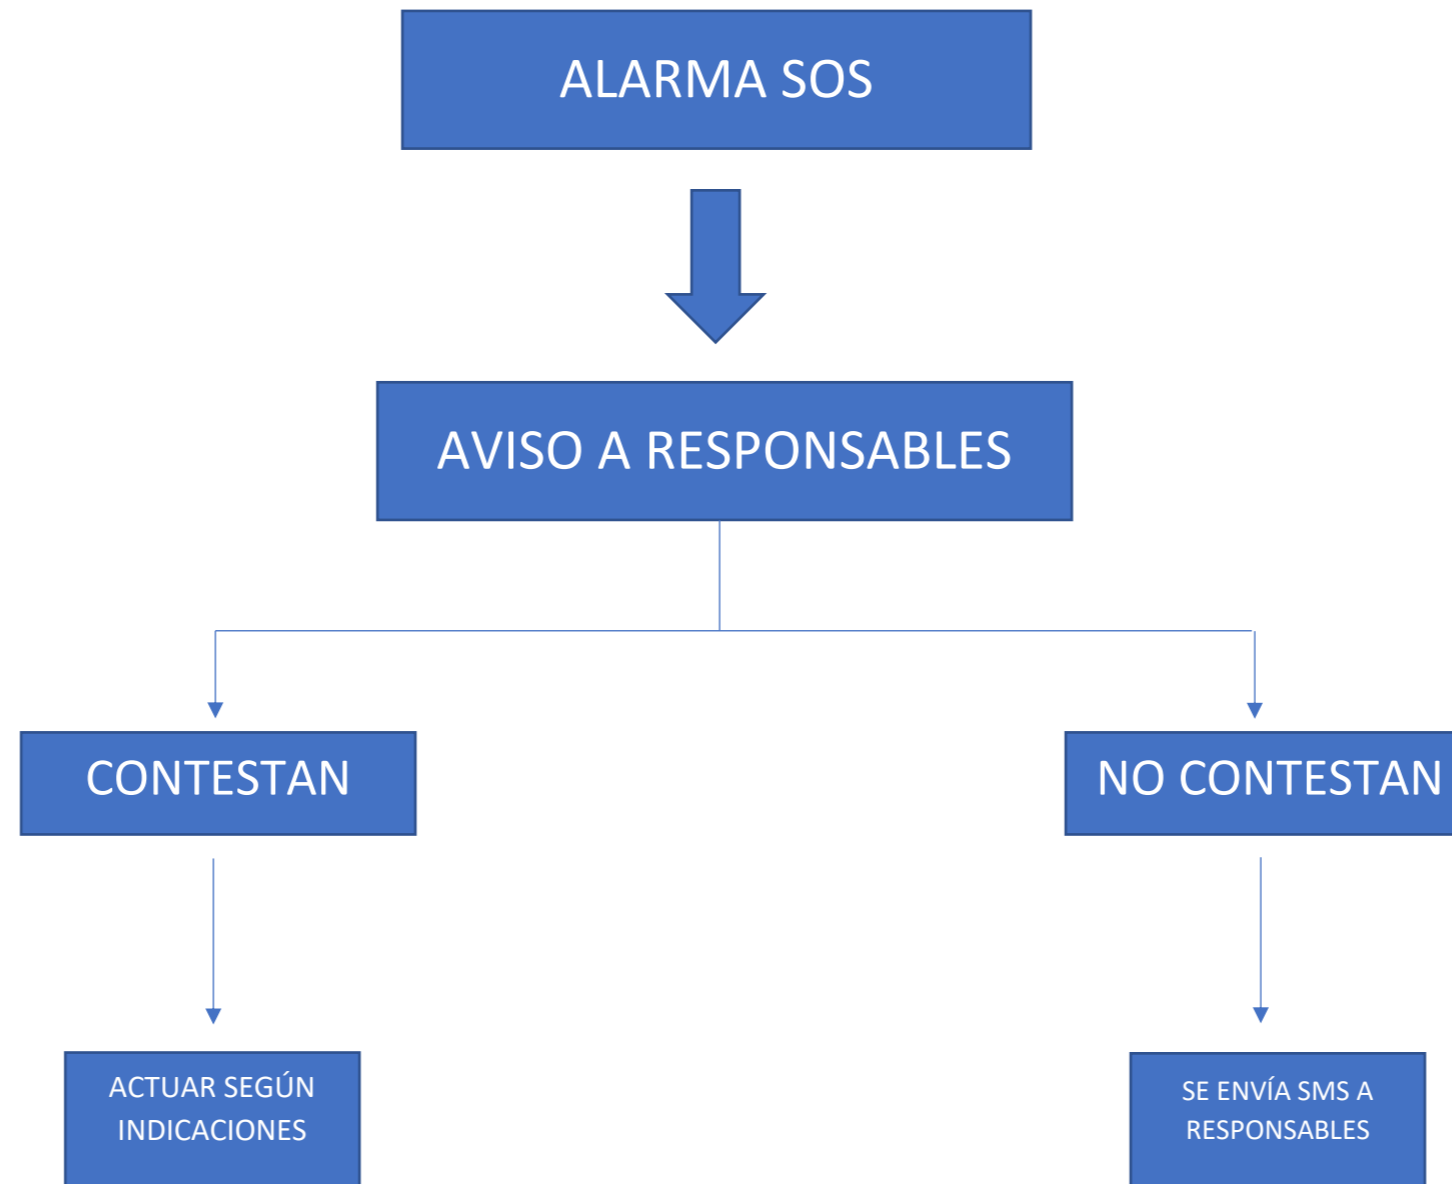 ALARMA SOS
AVISO A RESPONSABLES
CONTESTAN
NO CONTESTAN
ACTUAR SEGÚN
INDICACIONES
SE ENVÍA SMS A
RESPONSABLES